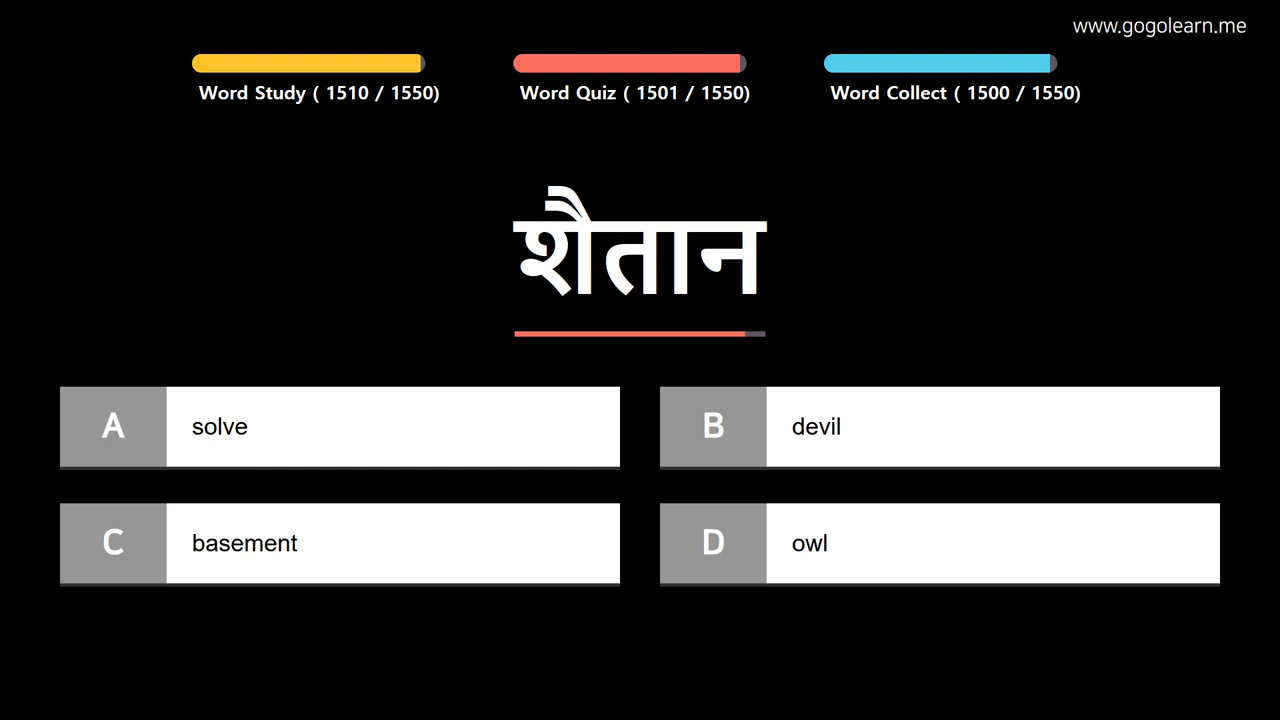 www.gogolearn.me
Word Study ( 1510 / 1550)
Word Quiz ( 1501 / 1550)
Word Collect ( 1500 / 1550)
शैतान
A solve
B devil
C basement
D owl